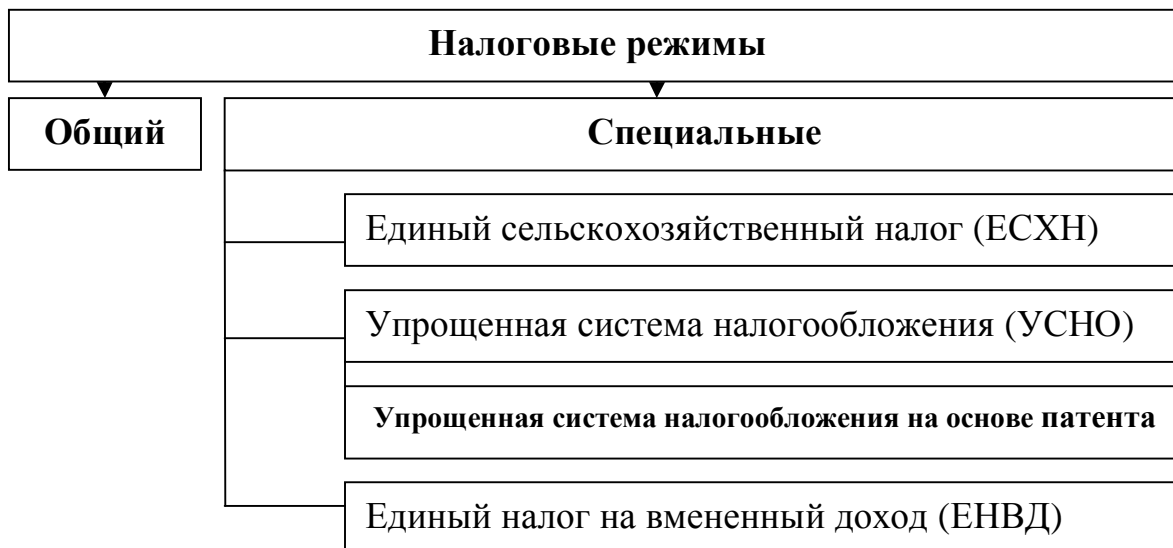 Налоговые режимы
Общий
Специальные
Единый сельскохозяйственный налог (ЕСХН)
Упрощенная система налогообложения (УСНО)
Упрощенная система налогообложения на основе патента
Единый налог на вмененный доход (ЕНВД)